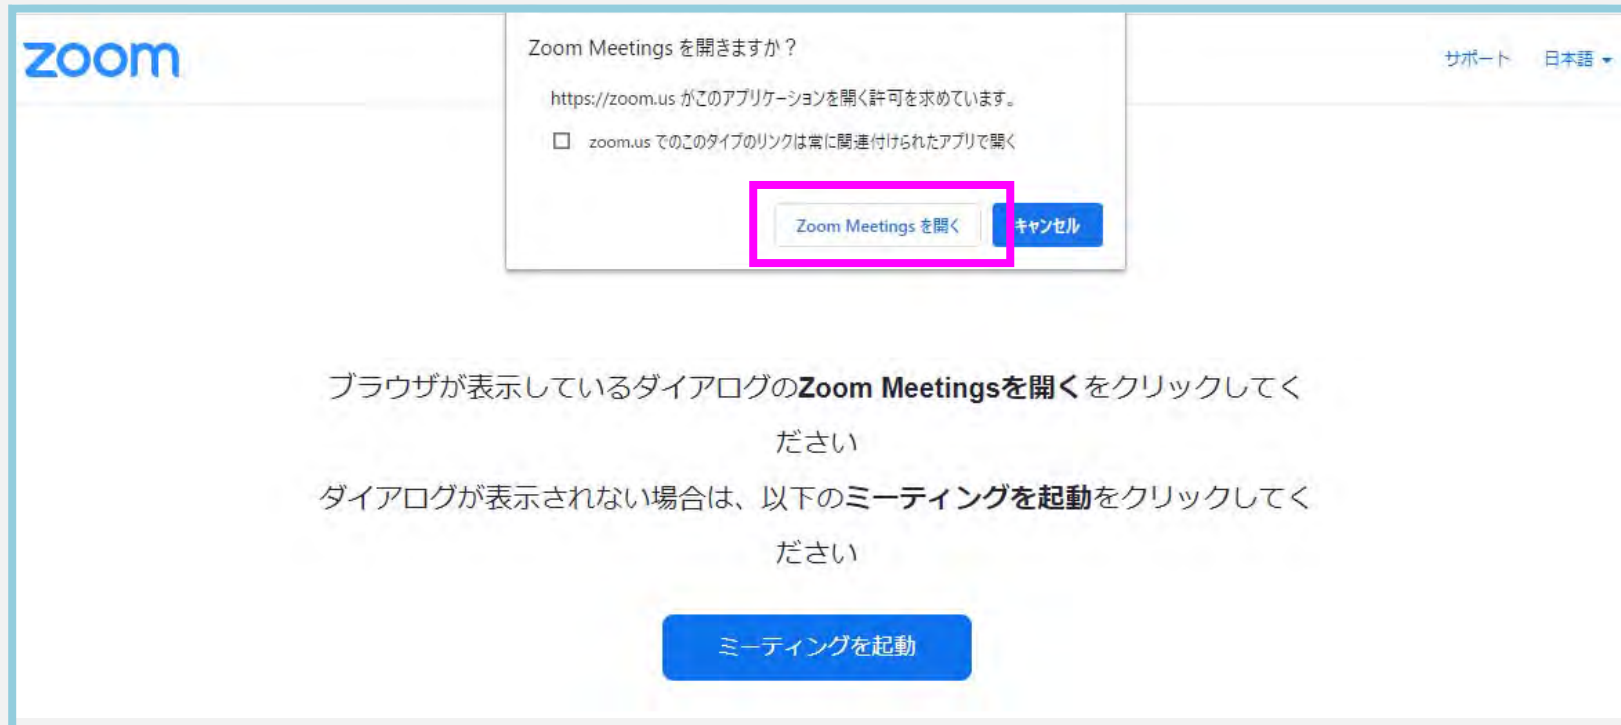 zoom
Zoom Meetings を開きますか？
https://zoom.us がこのアプリケーションを開く許可を求めています。
zoom.us でのこのタイプのリンクは常に関連付けられたアプリで開く
Zoom Meetings を開く
キャンセル
サポート 日本語
ブラウザが表示しているダイアログのZoom Meetingsを開くをクリックしてく
ださい
ダイアログが表示されない場合は、以下のミーティングを起動をクリックしてく
ださい
ミーティングを起動